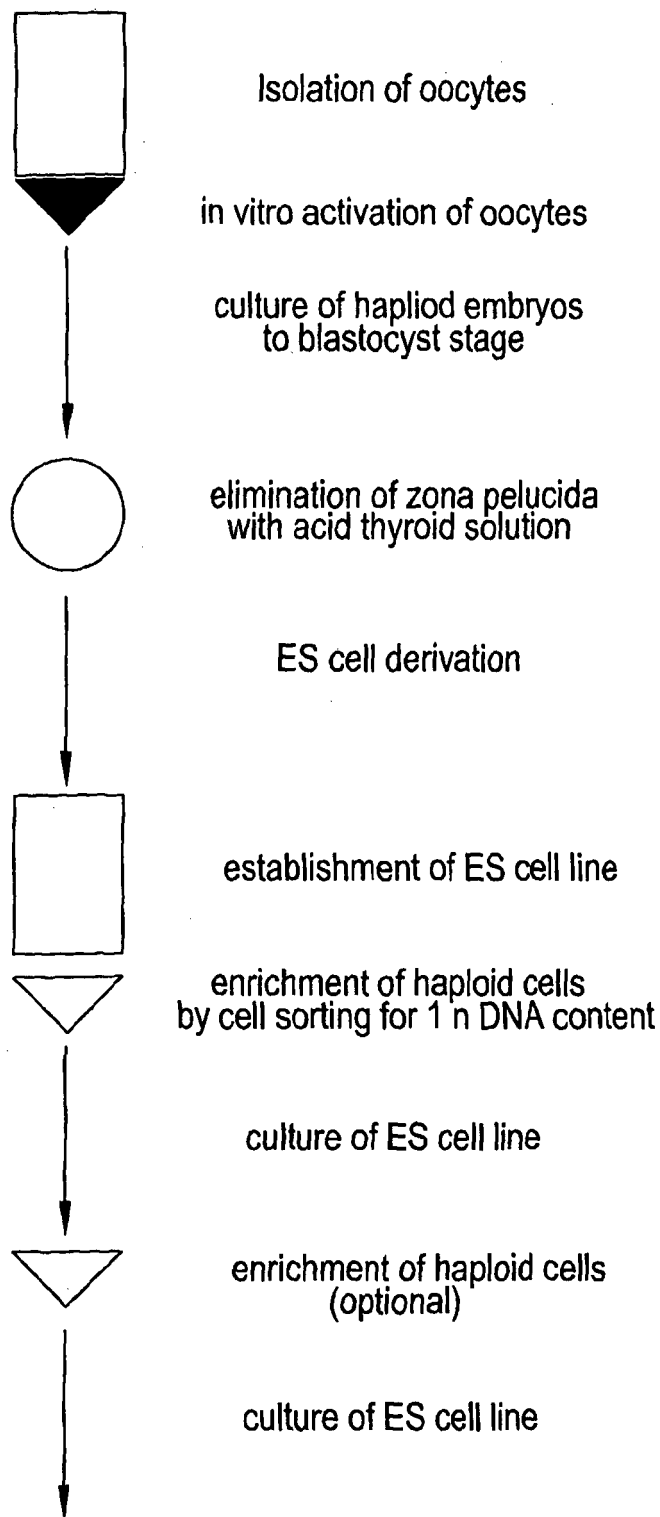 Isolation of oocytes
in vitro activation of oocytes
culture of hapliod embryos
to blastocyst stage
elimination of zona pelucida
with acid thyroid solution
ES cell derivation
establishment of ES cell line
enrichment of haploid cells
by cell sorting for 1 n DNA content
culture of ES cell line
enrichment of haploid cells
(optional)
culture of ES cell line